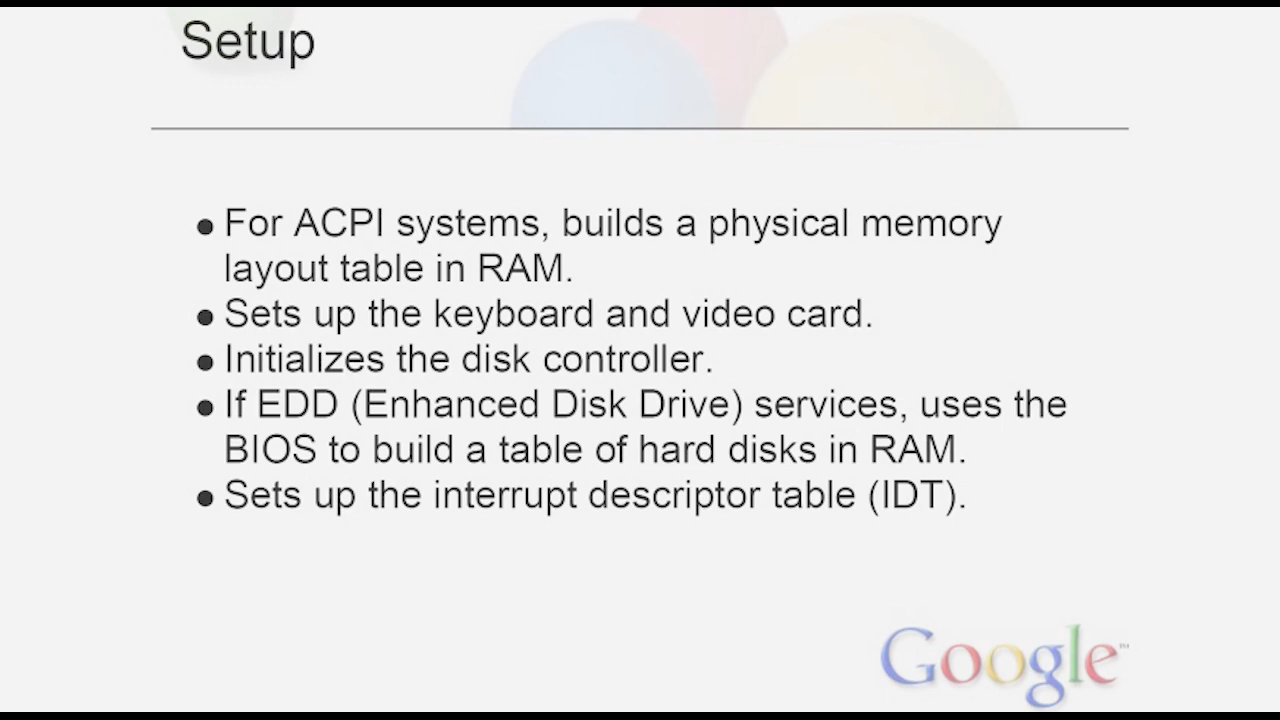 Setup
● For ACPI systems, builds a physical memory
layout table in RAM.
● Sets up the keyboard and video card.
● Initializes the disk controller.
● If EDD (Enhanced Disk Drive) services, uses the
BIOS to build a table of hard disks in RAM.
● Sets up the interrupt descriptor table (IDT).
Google™